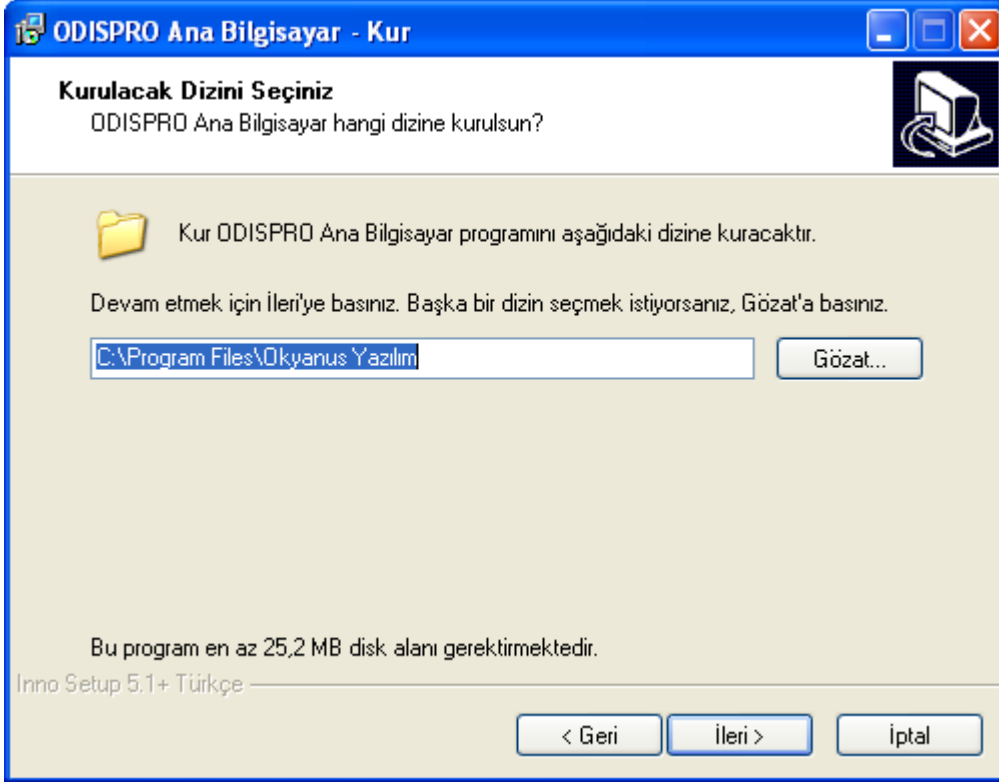 ODISPRO Ana Bilgisayar - Kur
Kurulacak Dizini Seçiniz
ODISPRO Ana Bilgisayar hangi dizine kurulsun?
Kur ODISPRO Ana Bilgisayar programını aşağıdaki dizine kuracaktır.
Devam etmek için İleri'ye basınız. Başka bir dizin seçmek istiyorsanız, Gözat'a basınız.
C:\Program Files\Okyanus Yazılım
Gözat...
Bu program en az 25,2 MB disk alanı gerektirmektedir.
Inno Setup 5.1+ Türkçe
< Geri
İleri >
İptal